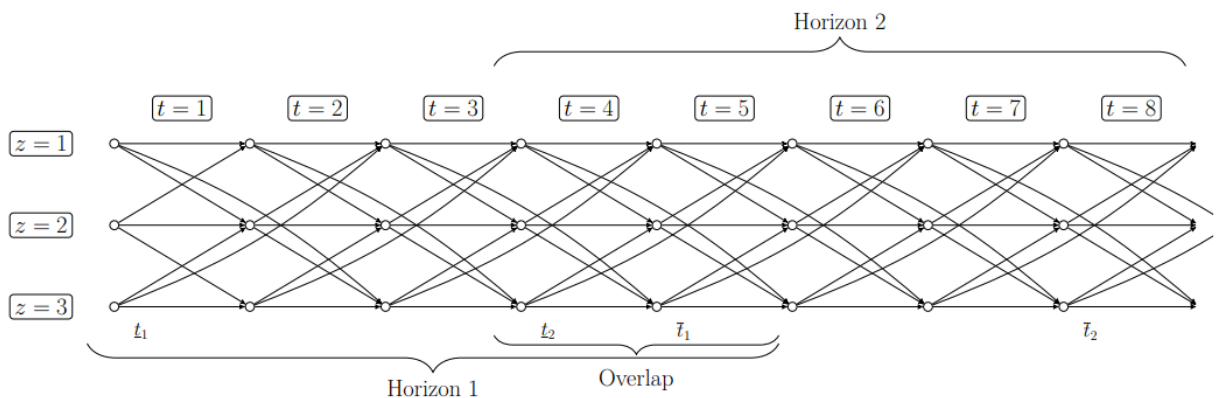 Horizon 2
t = 1 t = 2 t = 3 t = 4 t = 5 t = 6 t = 7 t = 8
z = 1
z = 2
z = 3
t̲₁ t̲₂ t̄₁ t̄₂
Horizon 1 Overlap